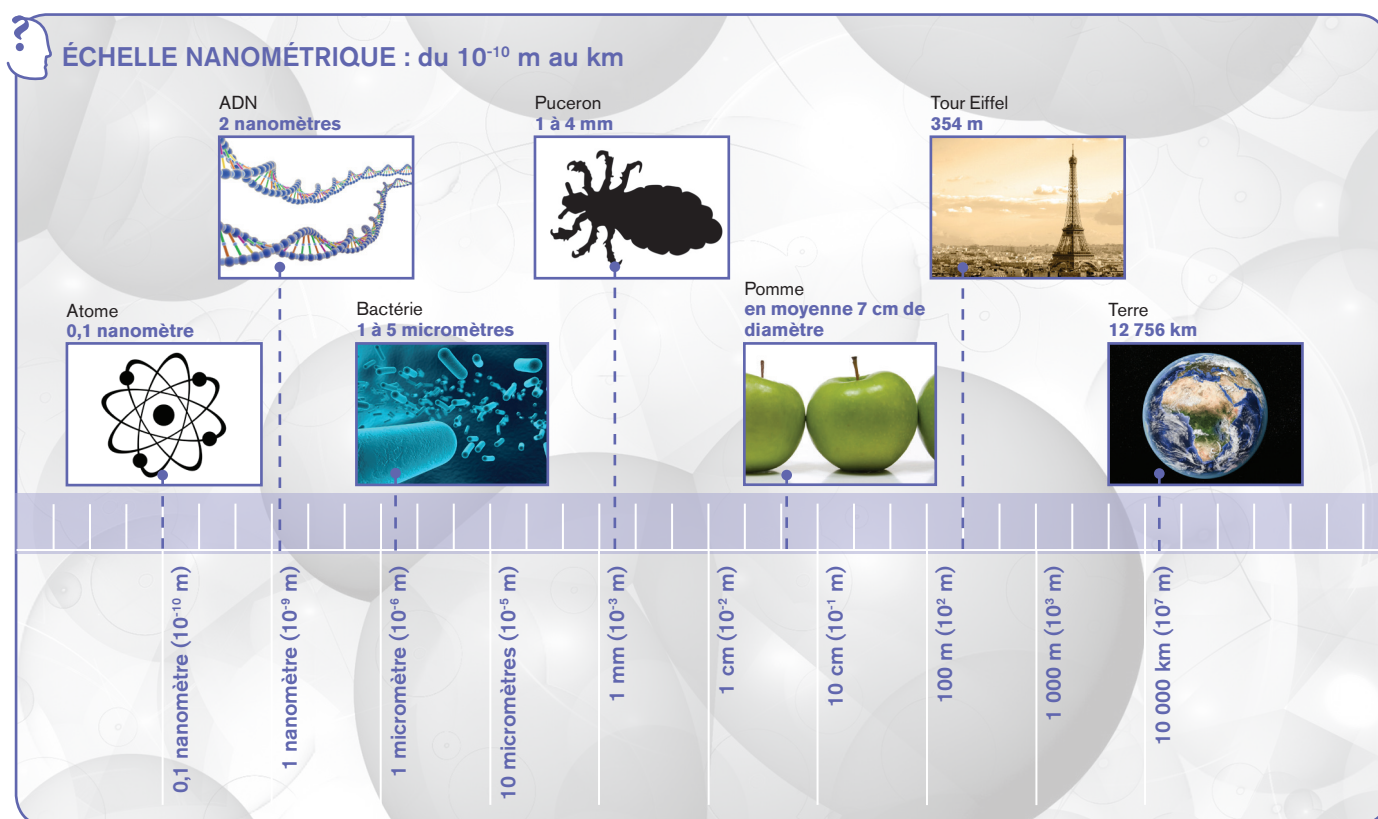 ?
ÉCHELLE NANOMÉTRIQUE : du 10⁻¹⁰ m au km
ADN
2 nanomètres
Puceron
1 à 4 mm
Tour Eiffel
354 m
Atome
0,1 nanomètre
Bactérie
1 à 5 micromètres
Pomme
en moyenne 7 cm de
diamètre
Terre
12 756 km
0,1 nanomètre (10⁻¹⁰ m)
1 nanomètre (10⁻⁹ m)
1 micromètre (10⁻⁶ m)
10 micromètres (10⁻⁵ m)
1 mm (10⁻³ m)
1 cm (10⁻² m)
10 cm (10⁻¹ m)
100 m (10² m)
1 000 m (10³ m)
10 000 km (10⁷ m)